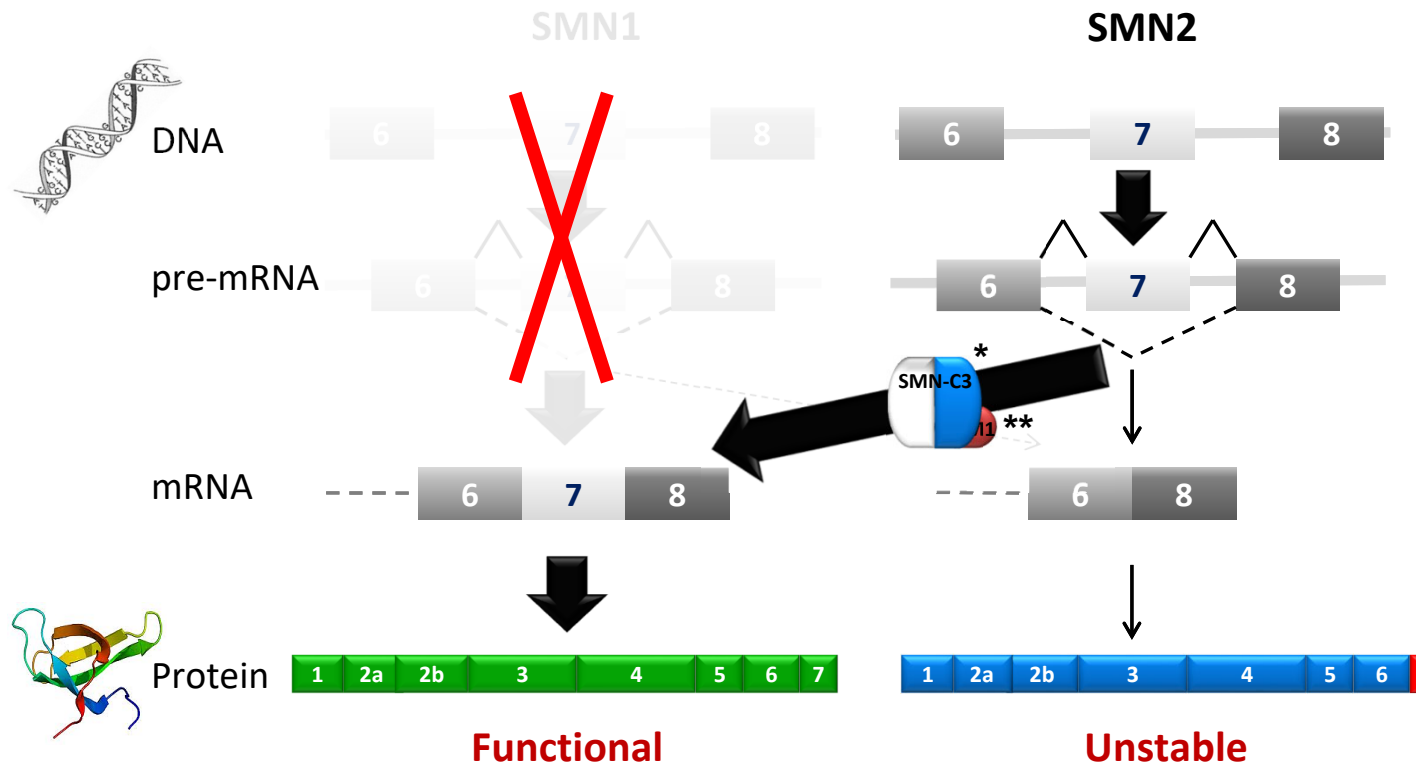 SMN1 SMN2
DNA 6 7 8 6 7 8
pre-mRNA 6 7 8 6 7 8
*
SMN-C3
**
mRNA 6 7 8 6 8
Protein 1 2a 2b 3 4 5 6 7 1 2a 2b 3 4 5 6
Functional Unstable